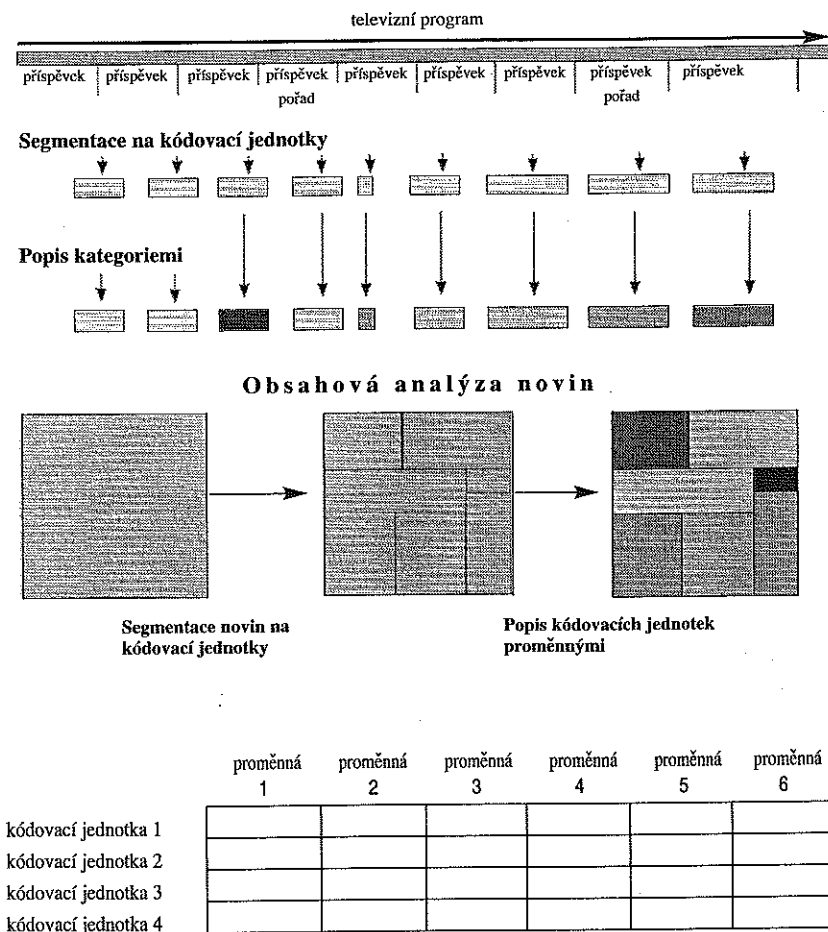 televizní program
příspěvek příspěvek příspěvek příspěvek příspěvek příspěvek příspěvek příspěvek příspěvek
pořad pořad
Segmentace na kódovací jednotky
Popis kategoriemi
Obsahová analýza novin
Segmentace novin na
kódovací jednotky
Popis kódovacích jednotek
proměnnými
proměnná proměnná proměnná proměnná proměnná proměnná
1 2 3 4 5 6
kódovací jednotka 1
kódovací jednotka 2
kódovací jednotka 3
kódovací jednotka 4